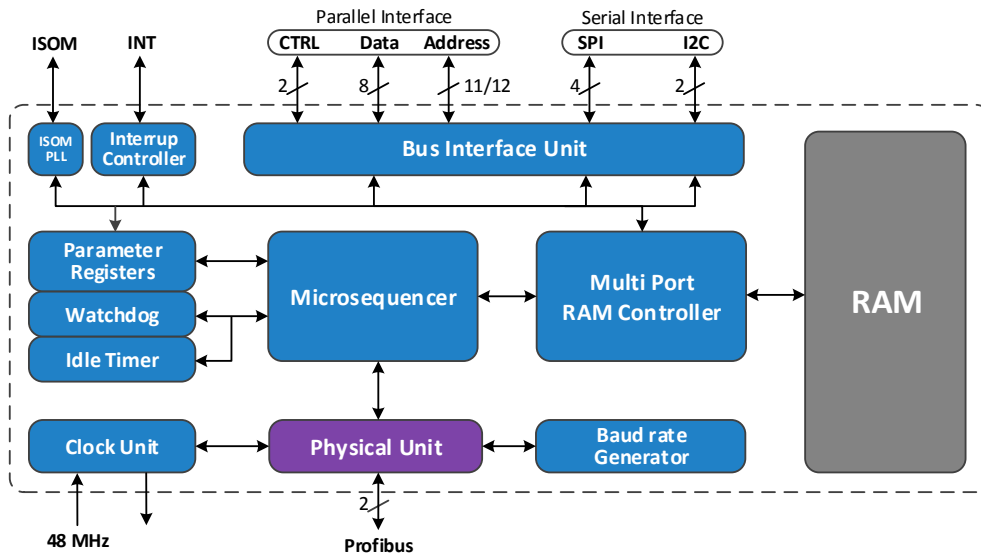 Parallel Interface
Serial Interface
ISOM
INT
CTRL
Data
Address
SPI
I2C
2
8
11/12
4
2
ISOM
PLL
Interrup
Controller
Bus Interface Unit
Parameter
Registers
Watchdog
Idle Timer
Microsequencer
Multi Port
RAM Controller
RAM
Clock Unit
Physical Unit
Baud rate
Generator
2
48 MHz
Profibus